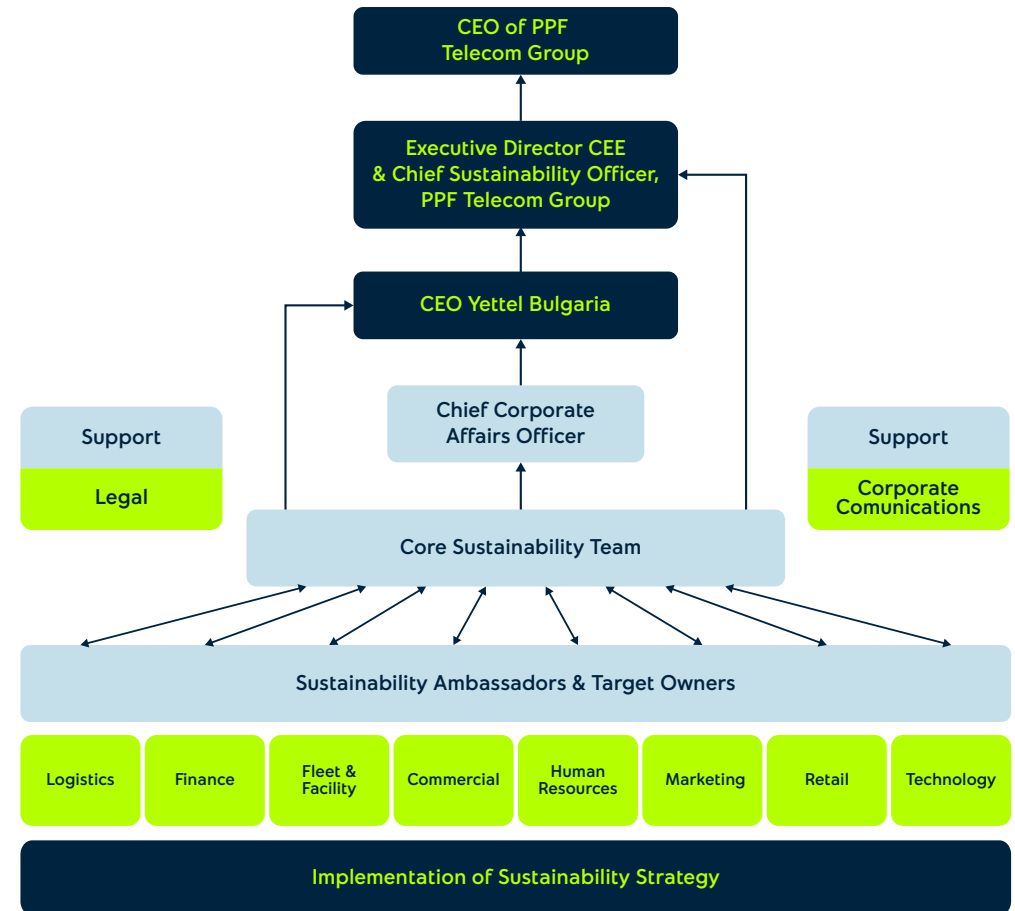 CEO of PPF
Telecom Group
Executive Director CEE
& Chief Sustainability Officer,
PPF Telecom Group
CEO Yettel Bulgaria
Chief Corporate
Affairs Officer
Support
Legal
Support
Corporate
Comunications
Core Sustainability Team
Sustainability Ambassadors & Target Owners
Logistics
Finance
Fleet &
Facility
Commercial
Human
Resources
Marketing
Retail
Technology
Implementation of Sustainability Strategy